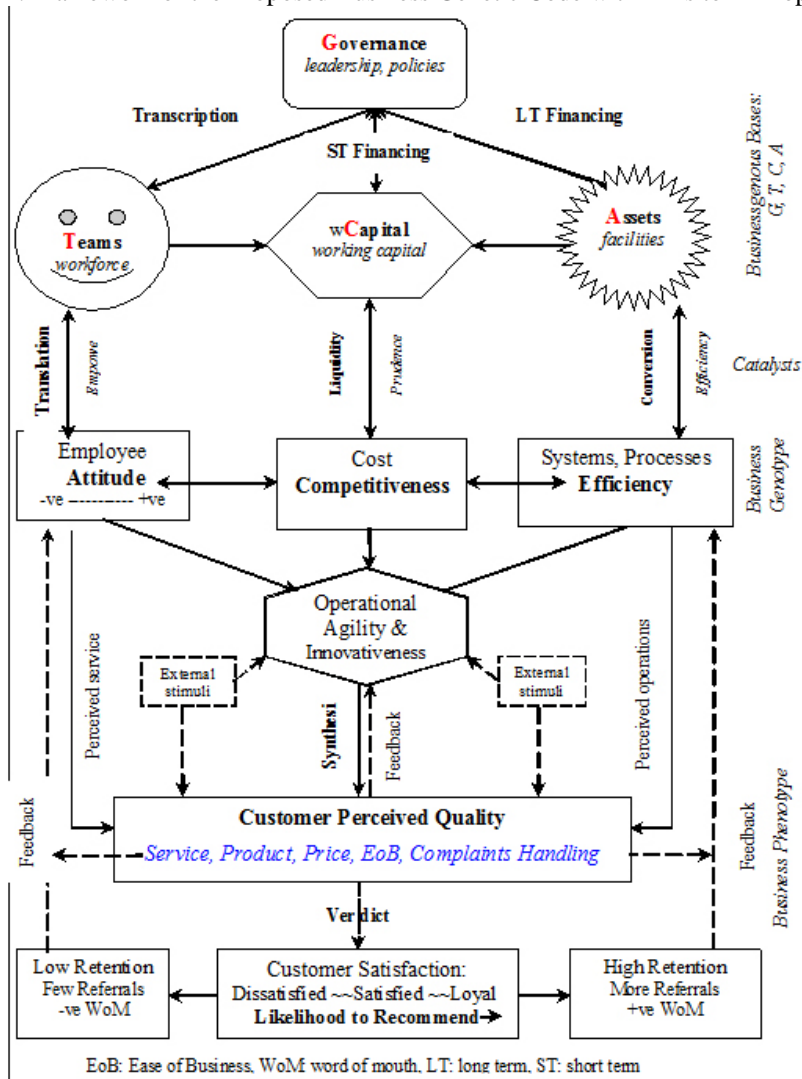 Governance
leadership, policies
Transcription
LT Financing
ST Financing
Businessgenous Bases:
G, T, C, A
Teams
workforce
wCapital
working capital
Assets
facilities
Translation
Empowe
Liquidity
Prudence
Conversion
Efficiency
Catalysts
Employee
Attitude
-ve ---------- +ve
Cost
Competitiveness
Systems, Processes
Efficiency
Business
Genotype
Operational
Agility &
Innovativeness
External
stimuli
External
stimuli
Perceived service
Synthesi
Feedback
Perceived operations
Customer Perceived Quality
Service, Product, Price, EoB, Complaints Handling
Feedback
Feedback
Business Phenotype
Verdict
Low Retention
Few Referrals
-ve WoM
Customer Satisfaction:
Dissatisfied ~~Satisfied ~~Loyal
Likelihood to Recommend
High Retention
More Referrals
+ve WoM
EoB: Ease of Business, WoM: word of mouth, LT: long term, ST: short term